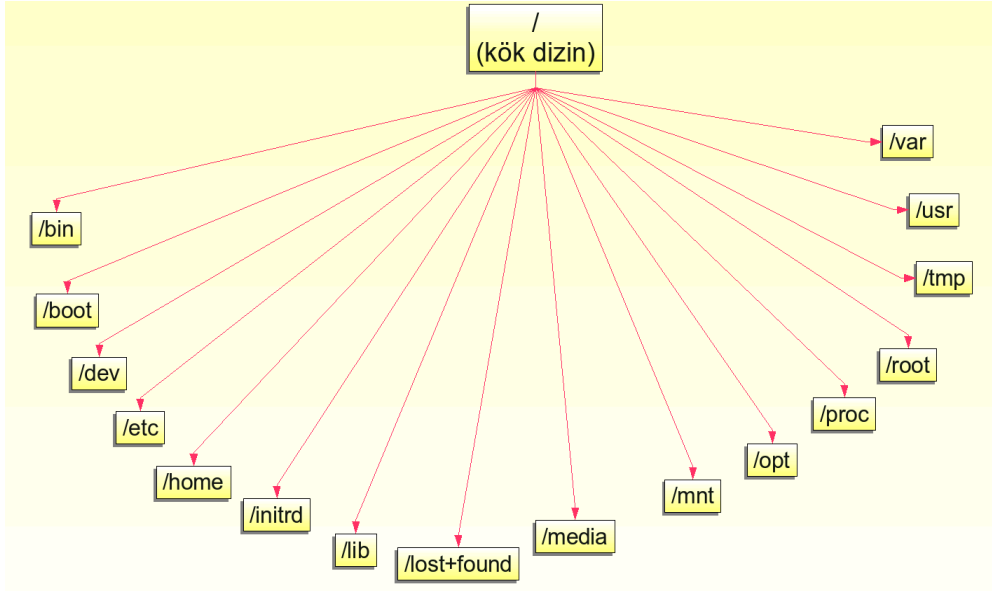 /
(kök dizin)
/bin
/boot
/dev
/etc
/home
/initrd
/lib
/lost+found
/media
/mnt
/opt
/proc
/root
/tmp
/usr
/var